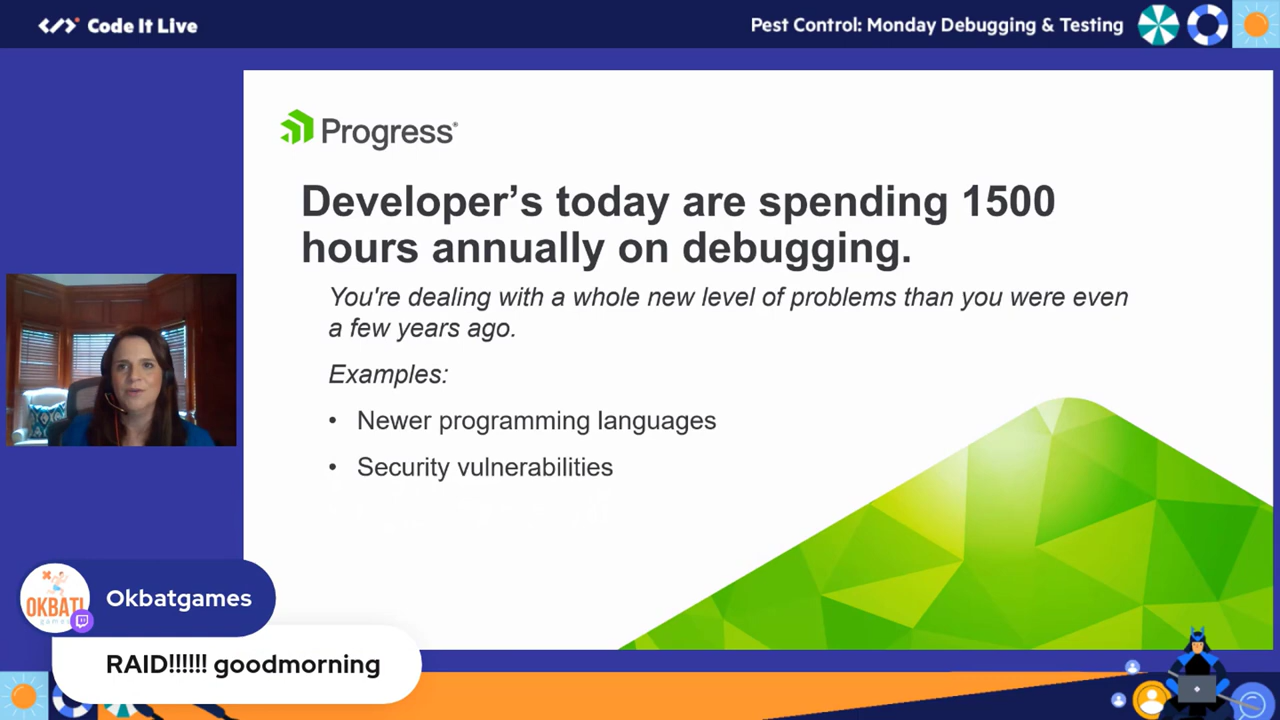 </> Code It Live
Pest Control: Monday Debugging & Testing
Progress®
Developer's today are spending 1500
hours annually on debugging.
You're dealing with a whole new level of problems than you were even
a few years ago.
Examples:
• Newer programming languages
• Security vulnerabilities
OKBAT!
games
Okbatgames
RAID!!!!!! goodmorning